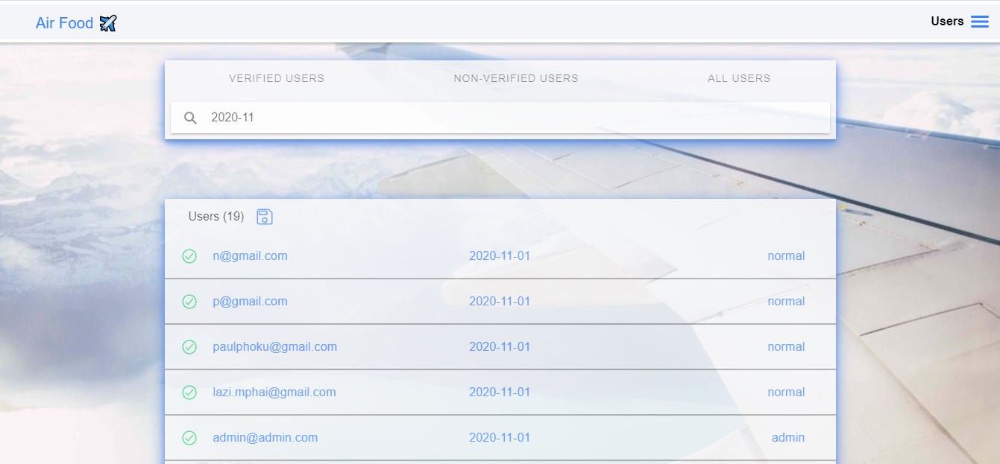 Air Food
Users
VERIFIED USERS NON-VERIFIED USERS ALL USERS
2020-11
Users (19)
n@gmail.com 2020-11-01 normal
p@gmail.com 2020-11-01 normal
paulphoku@gmail.com 2020-11-01 normal
lazi.mphai@gmail.com 2020-11-01 normal
admin@admin.com 2020-11-01 admin